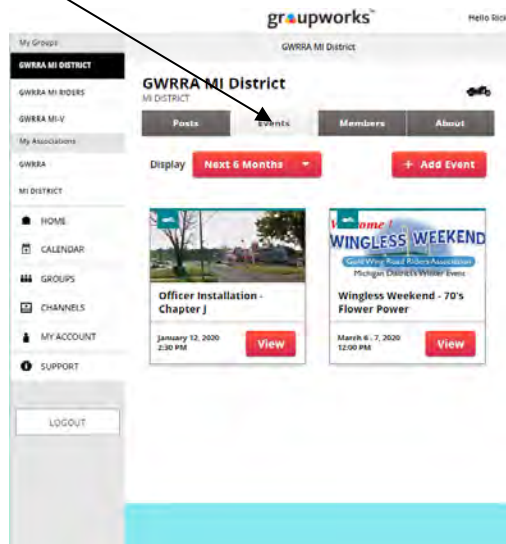 groupworks
Hello Rick
My Groups
GWRRA MI District
GWRRA MI DISTRICT
GWRRA MI RIDERS
GWRRA MI-V
My Associations
GWRRA
MI DISTRICT
HOME
CALENDAR
GROUPS
CHANNELS
MY ACCOUNT
SUPPORT
LOGOUT
GWRRA MI District
MI DISTRICT
Posts
Events
Members
About
Display
Next 6 Months
+ Add Event
Officer Installation -
Chapter J
January 12, 2020
2:30 PM
View
WINGLESS WEEKEND
Gold Wing Road Riders Association
Michigan District's Winter Event
Wingless Weekend - 70's
Flower Power
March 6 - 7, 2020
12:00 PM
View